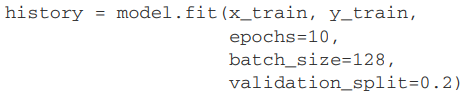 history = model.fit(x_train, y_train,
                    epochs=10,
                    batch_size=128,
                    validation_split=0.2)